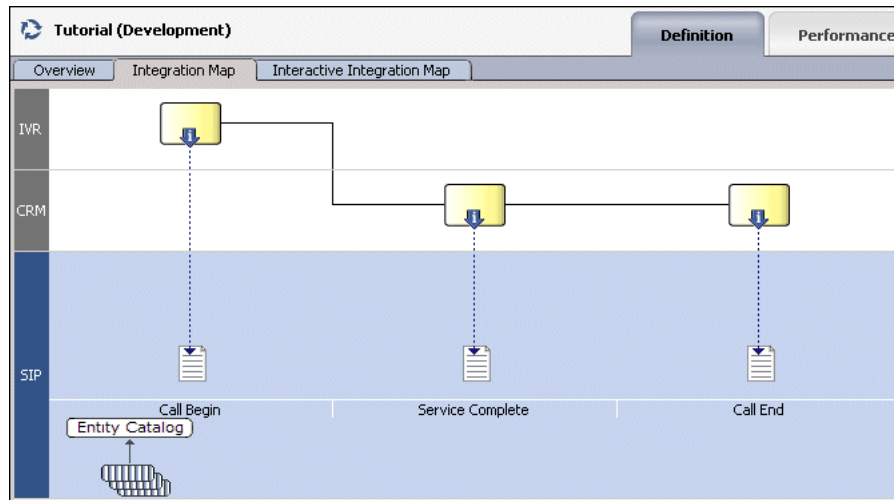 Tutorial (Development)
Definition
Performance
Overview
Integration Map
Interactive Integration Map
IVR
CRM
SIP
Call Begin
Service Complete
Call End
Entity Catalog